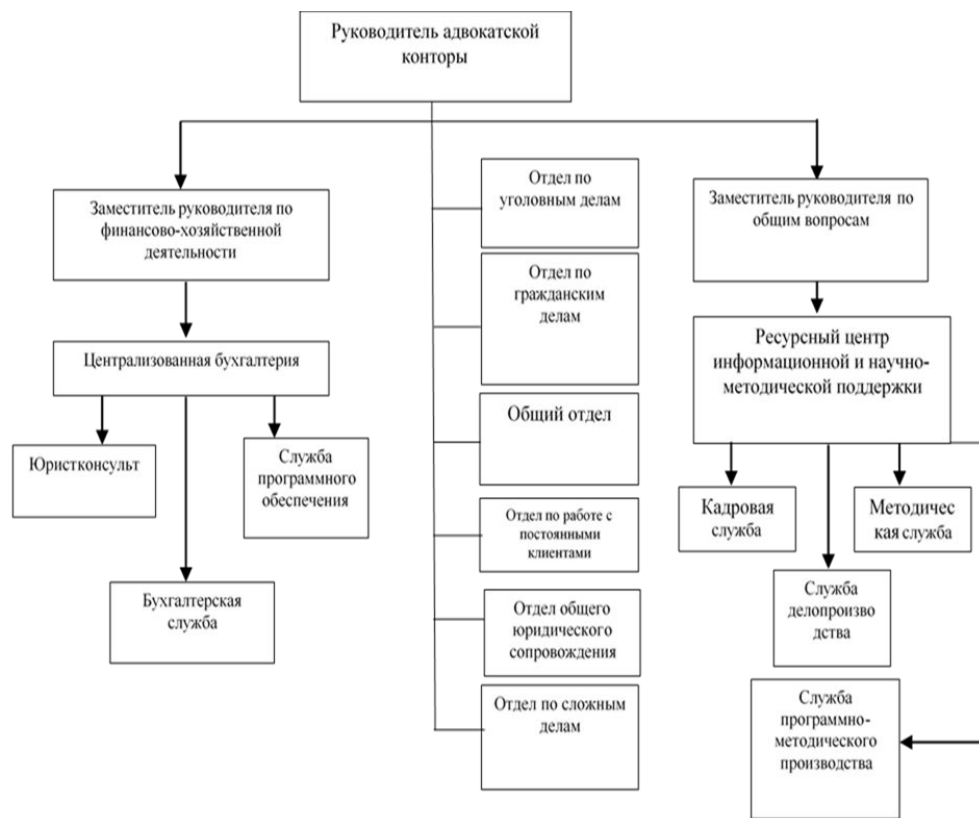 Руководитель адвокатской
конторы
Заместитель руководителя по
финансово-хозяйственной
деятельности
Централизованная бухгалтерия
Юристконсульт
Служба
программного
обеспечения
Бухгалтерская
служба
Отдел по
уголовным делам
Отдел по
гражданским
делам
Общий отдел
Отдел по работе с
постоянными
клиентами
Отдел общего
юридического
сопровождения
Отдел по сложным
делам
Заместитель руководителя по
общим вопросам
Ресурсный центр
информационной и научно-
методической поддержки
Кадровая
служба
Методичес
кая служба
Служба
делопроизво
дства
Служба
программно-
методического
производства